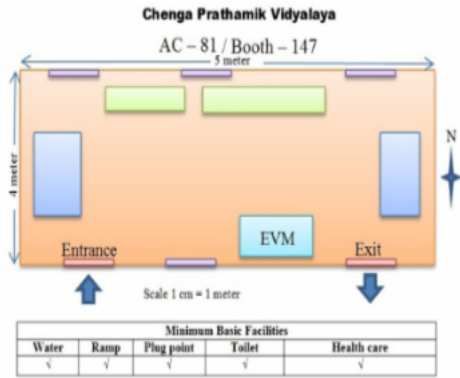 Chenga Prathamik Vidyalaya
AC – 81 / Booth – 147
5 meter
4 meter
N
EVM
Entrance
Exit
Scale 1 cm = 1 meter
Minimum Basic Facilities
Water Ramp Plug point Toilet Health care
√ √ √ √ √